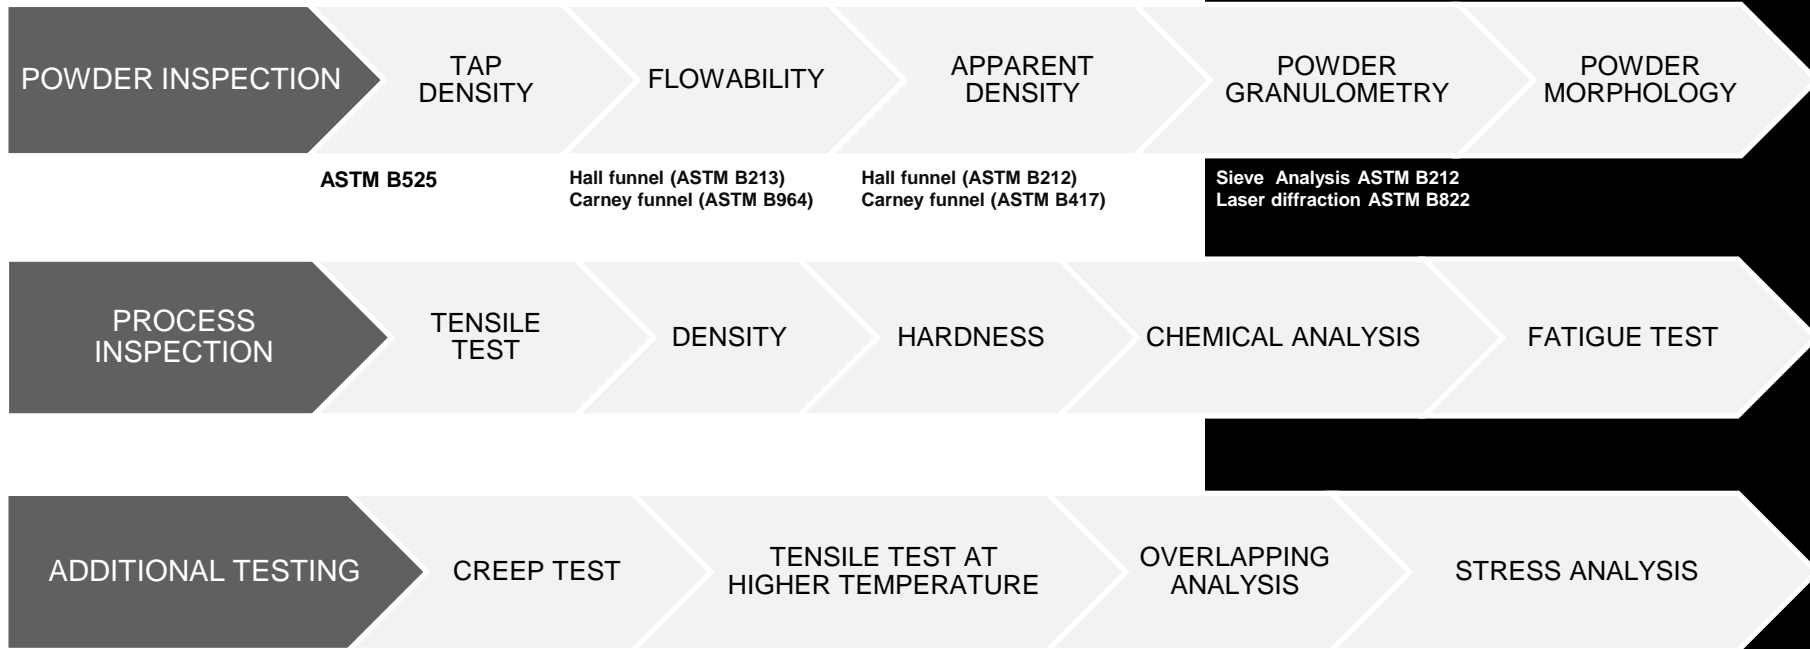 POWDER INSPECTION
TAP
DENSITY
FLOWABILITY
APPARENT
DENSITY
POWDER
GRANULOMETRY
POWDER
MORPHOLOGY
ASTM B525
Hall funnel (ASTM B213)
Carney funnel (ASTM B964)
Hall funnel (ASTM B212)
Carney funnel (ASTM B417)
Sieve Analysis ASTM B212
Laser diffraction ASTM B822
PROCESS
INSPECTION
TENSILE
TEST
DENSITY
HARDNESS
CHEMICAL ANALYSIS
FATIGUE TEST
ADDITIONAL TESTING
CREEP TEST
TENSILE TEST AT
HIGHER TEMPERATURE
OVERLAPPING
ANALYSIS
STRESS ANALYSIS